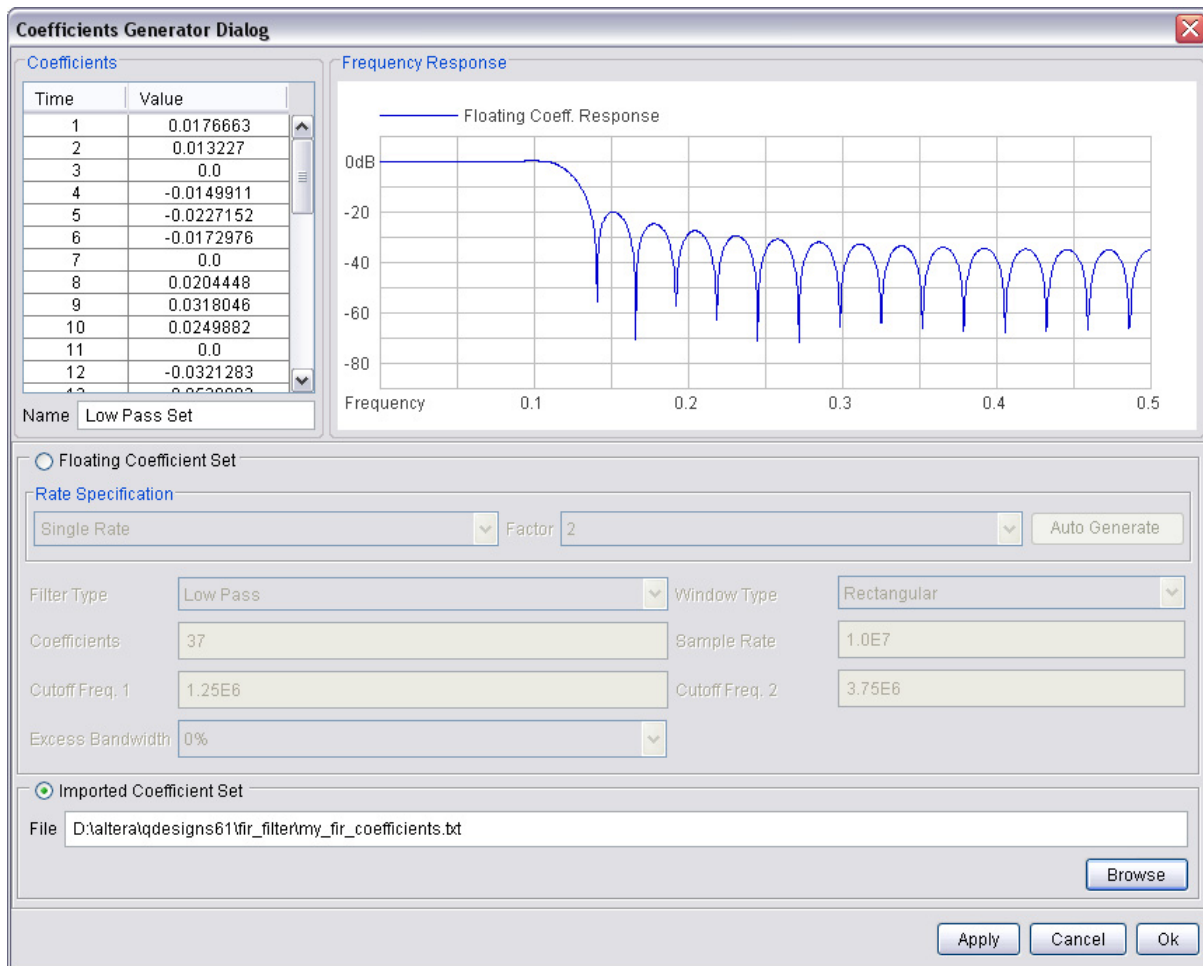 Coefficients Generator Dialog
Coefficients
Time Value
1 0.0176663
2 0.013227
3 0.0
4 -0.0149911
5 -0.0227152
6 -0.0172976
7 0.0
8 0.0204448
9 0.0318046
10 0.0249882
11 0.0
12 -0.0321283
Name Low Pass Set
Frequency Response
Floating Coeff. Response
0dB
-20
-40
-60
-80
Frequency 0.1 0.2 0.3 0.4 0.5
Floating Coefficient Set
Rate Specification
Single Rate Factor 2 Auto Generate
Filter Type Low Pass Window Type Rectangular
Coefficients 37 Sample Rate 1.0E7
Cutoff Freq. 1 1.25E6 Cutoff Freq. 2 3.75E6
Excess Bandwidth 0%
Imported Coefficient Set
File D:\altera\qdesigns61\fir_filter\my_fir_coefficients.txt
Browse
Apply Cancel Ok